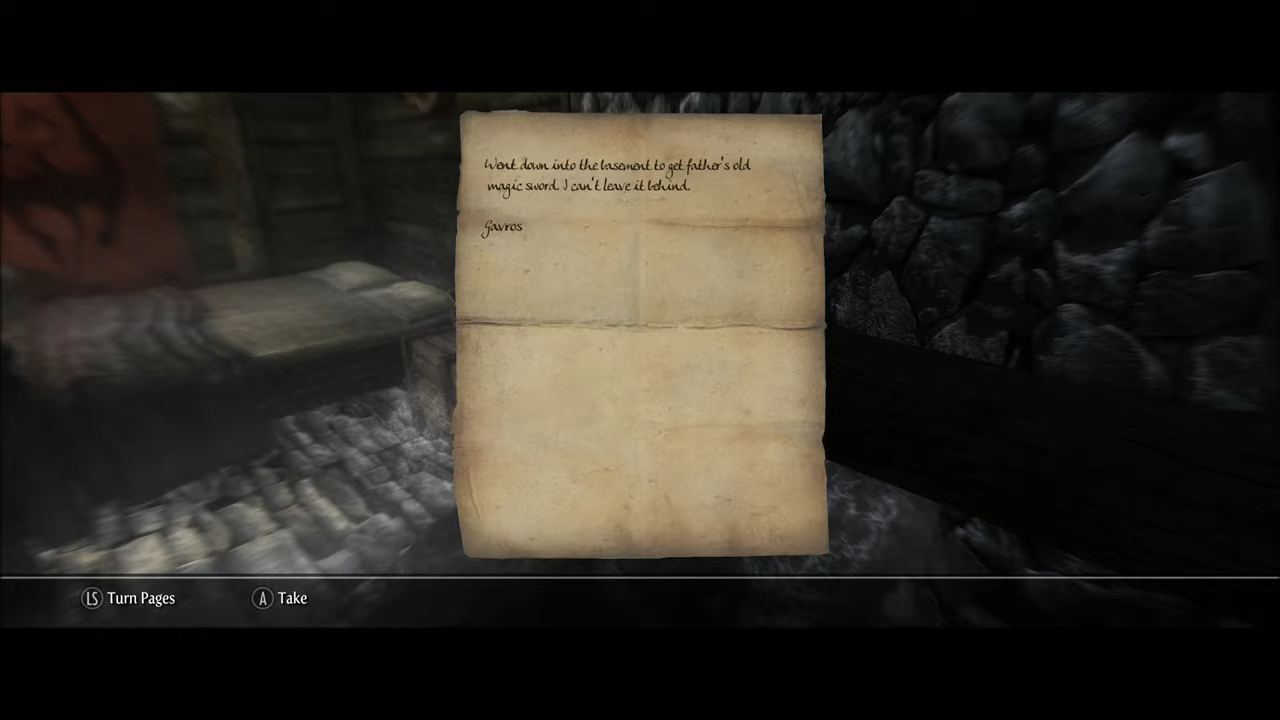 Went down into the basement to get father's old
magic sword. I can't leave it behind.
Gavros
LS Turn Pages
A Take